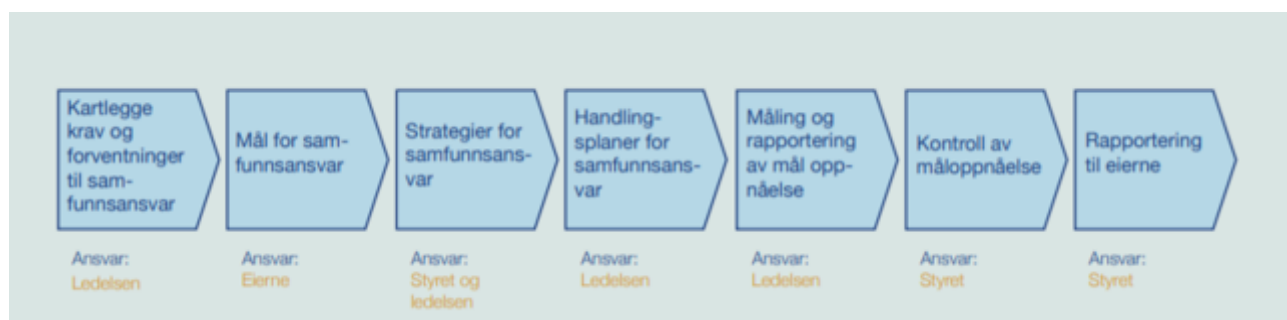 Kartlegge
krav og
forventninger
til sam-
funnsansvar
Mål for sam-
funnsansvar
Strategier for
samfunnsans-
var
Handling-
splaner for
samfunnsans-
var
Måling og
rapportering
av mål opp-
nåelse
Kontroll av
måloppnåelse
Rapportering
til eierne
Ansvar:
Ledelsen
Ansvar:
Eierne
Ansvar:
Styret og
ledelsen
Ansvar:
Ledelsen
Ansvar:
Ledelsen
Ansvar:
Styret
Ansvar:
Styret